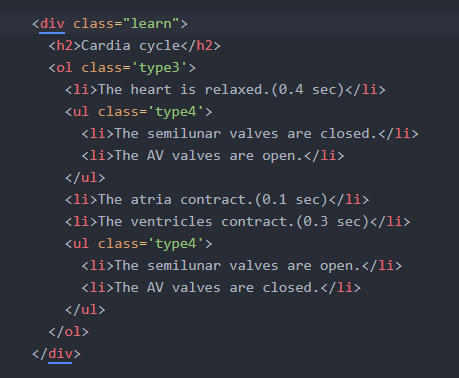 <div class="learn">
<h2>Cardia cycle</h2>
<ol class='type3'>
<li>The heart is relaxed.(0.4 sec)</li>
<ul class='type4'>
<li>The semilunar valves are closed.</li>
<li>The AV valves are open.</li>
</ul>
<li>The atria contract.(0.1 sec)</li>
<li>The ventricles contract.(0.3 sec)</li>
<ul class='type4'>
<li>The semilunar valves are open.</li>
<li>The AV valves are closed.</li>
</ul>
</ol>
</div>